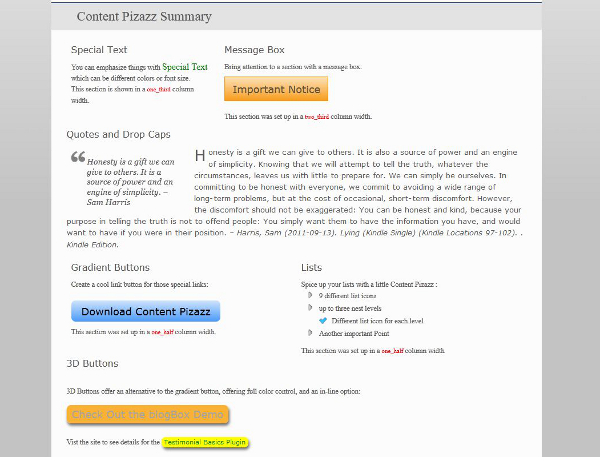 Content Pizazz Summary
Special Text
You can emphasize things with Special Text
which can be different colors or font size.
This section is shown in a one_third column
width.
Message Box
Bring attention to a section with a message box.
Important Notice
This section was set up in a two_third column width.
Quotes and Drop Caps
Honesty is a gift we can
give to others. It is a
source of power and an
engine of simplicity. –
Sam Harris
Honesty is a gift we can give to others. It is also a source of power and an engine
of simplicity. Knowing that we will attempt to tell the truth, whatever the
circumstances, leaves us with little to prepare for. We can simply be ourselves. In
committing to be honest with everyone, we commit to avoiding a wide range of
long-term problems, but at the cost of occasional, short-term discomfort. However,
the discomfort should not be exaggerated: You can be honest and kind, because your
purpose in telling the truth is not to offend people: You simply want them to have the information you have, and would
want to have if you were in their position. – Harris, Sam (2011-09-13). Lying (Kindle Single) (Kindle Locations 97-102). .
Kindle Edition.
Gradient Buttons
Create a cool link button for those special links:
Download Content Pizazz
This section was set up in a one_half column width.
Lists
Spice up your lists with a little Content Pizazz :
9 different list icons
up to three nest levels
Different list icon for each level
Another important Point
This section was set up in a one_half column width.
3D Buttons
3D Buttons offer an alternative to the gradient button, offering full color control, and an in-line option:
Check Out the blogBox Demo
Vist the site to see details for the Testimonial Basics Plugin